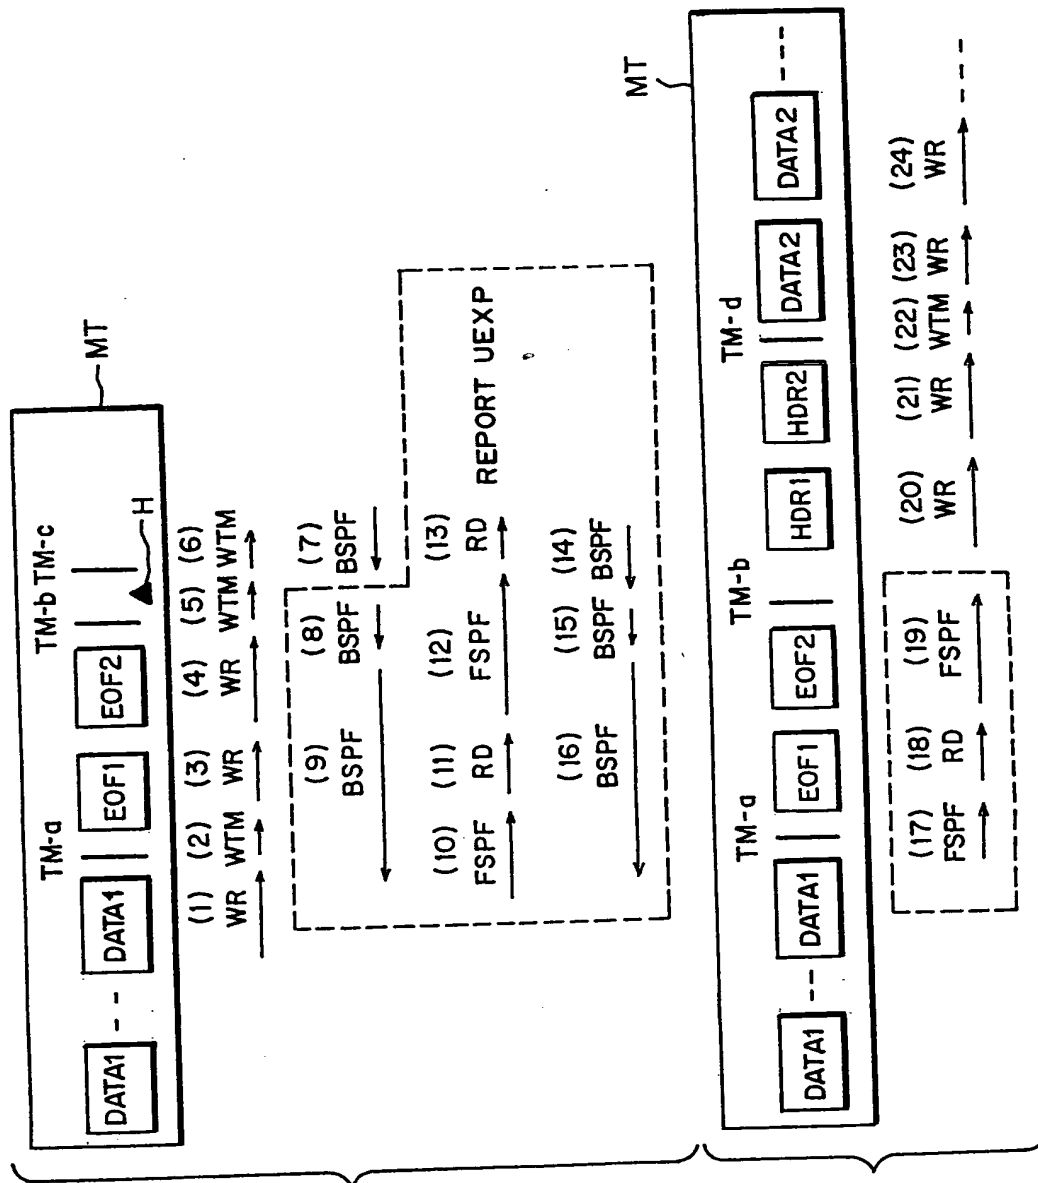 MT
TM-a TM-b TM-c
DATA1 -- DATA1 EOF1 EOF2 H
(1) (2) (3) (4) (5) (6)
WR WTM WR WR WTM WTM
(9) (8) (7)
BSPF BSPF BSPF
(10) (11) (12) (13)
FSPF RD FSPF RD REPORT UEXP
(16) (15) (14)
BSPF BSPF BSPF
MT
TM-a TM-b TM-d
DATA1 -- DATA1 EOF1 EOF2 HDR1 HDR2 DATA2 DATA2 ----
(17) (18) (19) (20) (21) (22) (23) (24)
FSPF RD FSPF WR WR WTM WR WR ---